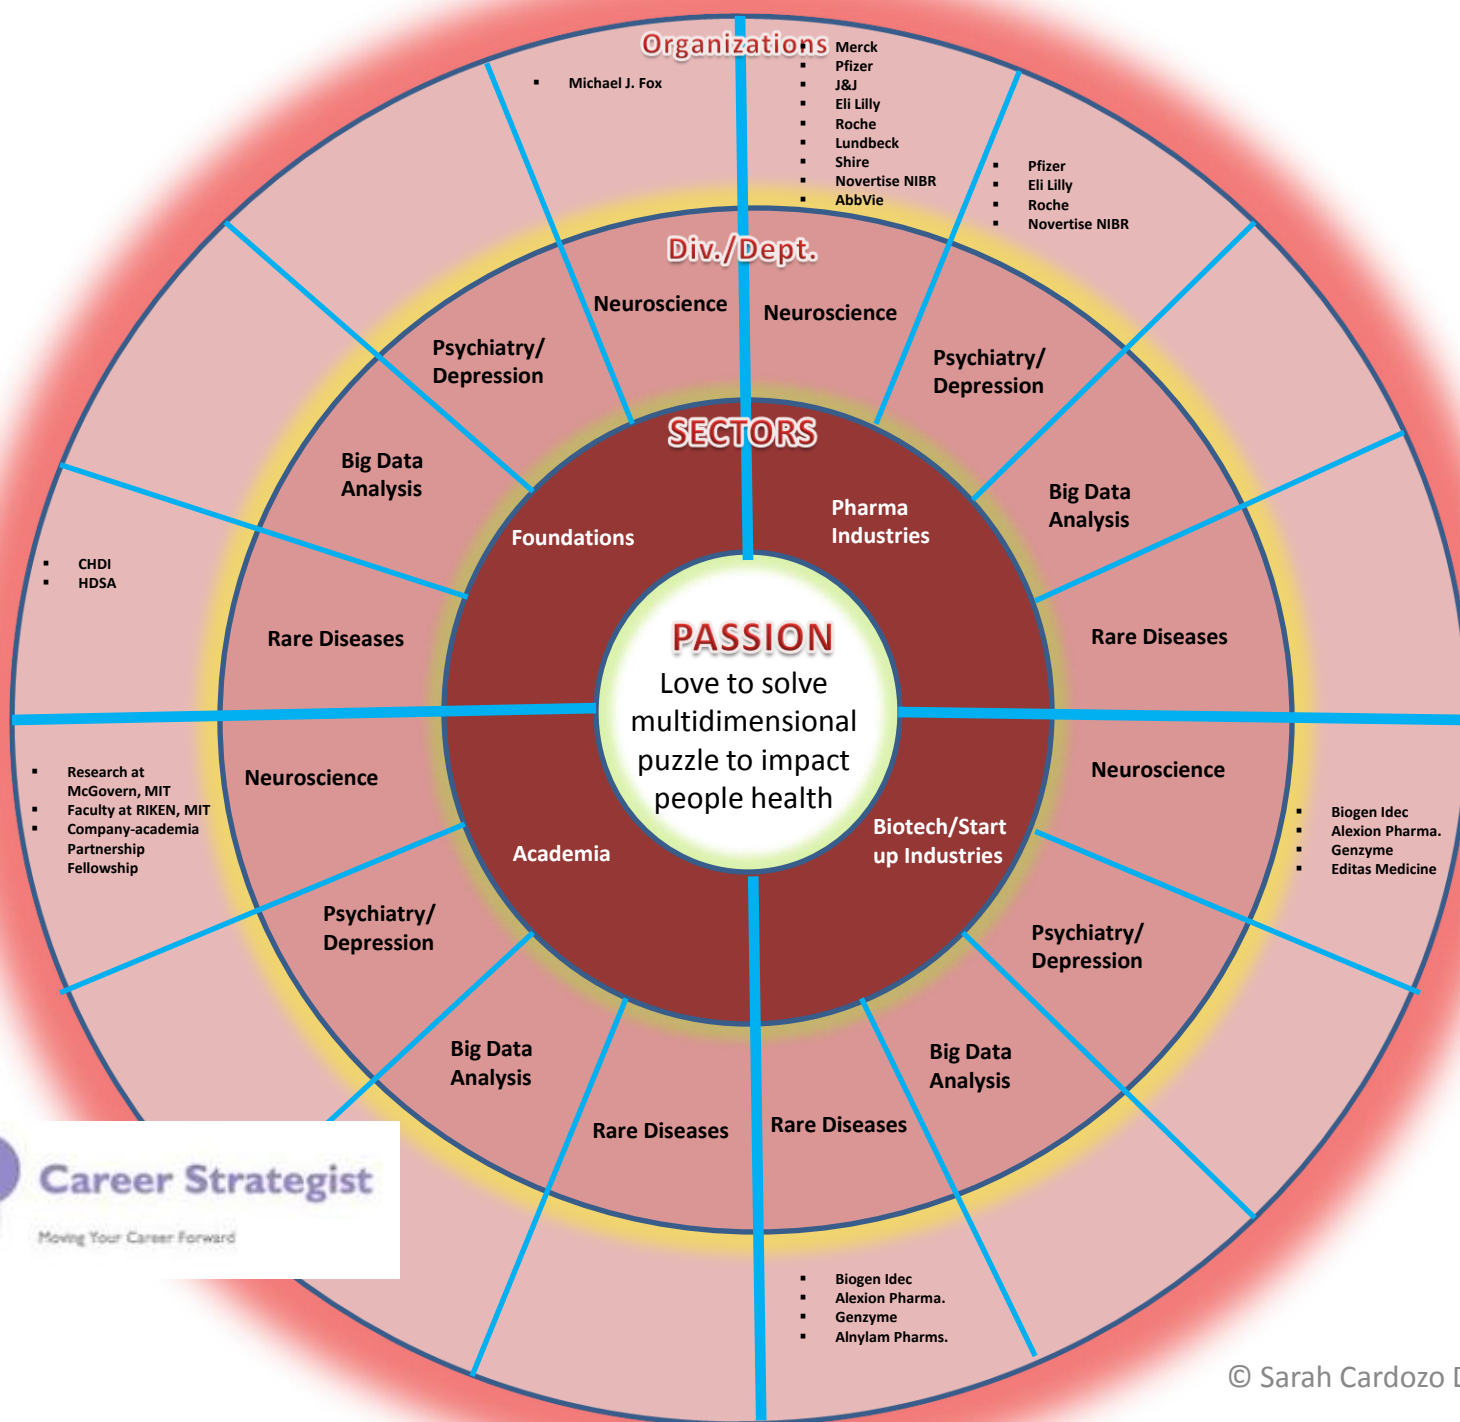 Organizations
▪ Michael J. Fox
▪ Merck
▪ Pfizer
▪ J&J
▪ Eli Lilly
▪ Roche
▪ Lundbeck
▪ Shire
▪ Novertise NIBR
▪ AbbVie
▪ Pfizer
▪ Eli Lilly
▪ Roche
▪ Novertise NIBR
Div./Dept.
Neuroscience
Neuroscience
Psychiatry/
Depression
Psychiatry/
Depression
SECTORS
Big Data
Analysis
Big Data
Analysis
Foundations
Pharma
Industries
▪ CHDI
▪ HDSA
Rare Diseases
Rare Diseases
PASSION
Love to solve
multidimensional
puzzle to impact
people health
▪ Research at
McGovern, MIT
▪ Faculty at RIKEN, MIT
▪ Company-academia
Partnership
Fellowship
Neuroscience
Neuroscience
▪ Biogen Idec
▪ Alexion Pharma.
▪ Genzyme
▪ Editas Medicine
Academia
Biotech/Start
up Industries
Psychiatry/
Depression
Psychiatry/
Depression
Big Data
Analysis
Big Data
Analysis
Rare Diseases
Rare Diseases
Career Strategist
Moving Your Career Forward
▪ Biogen Idec
▪ Alexion Pharma.
▪ Genzyme
▪ Alnylam Pharms.
© Sarah Cardozo D